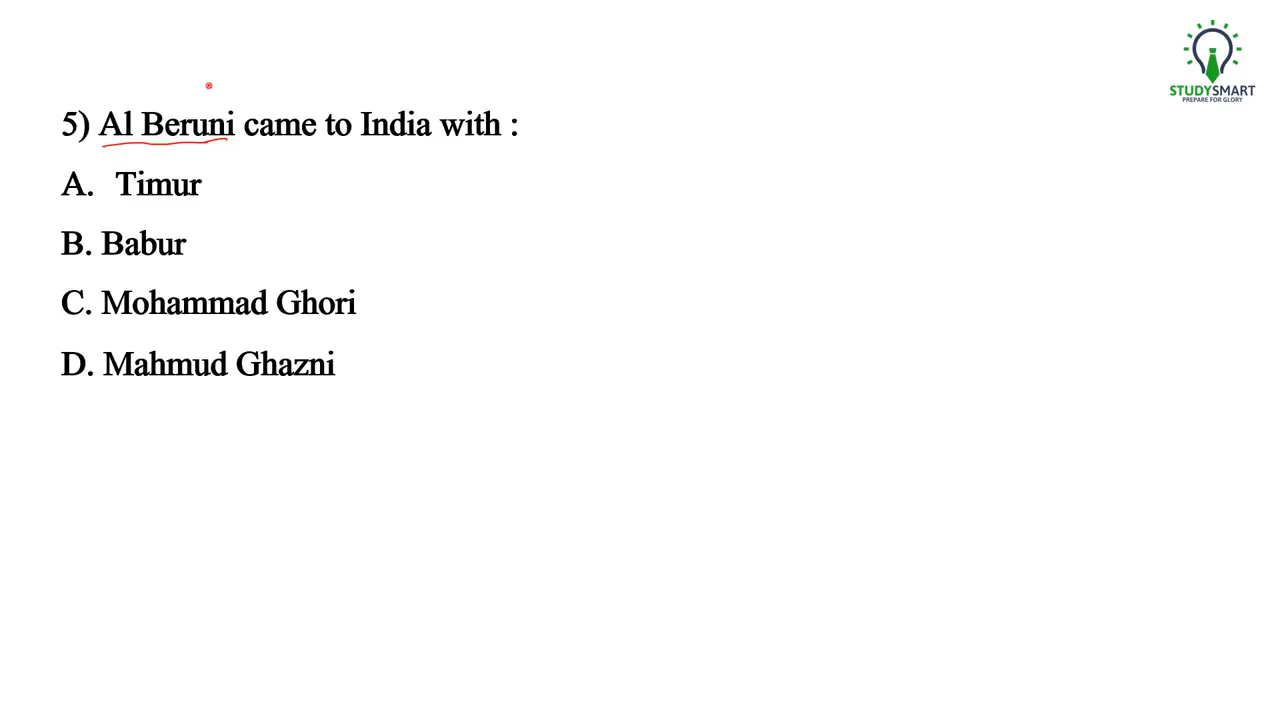 STUDYSMART
PREPARE FOR GLORY
5) Al Beruni came to India with :
A. Timur
B. Babur
C. Mohammad Ghori
D. Mahmud Ghazni